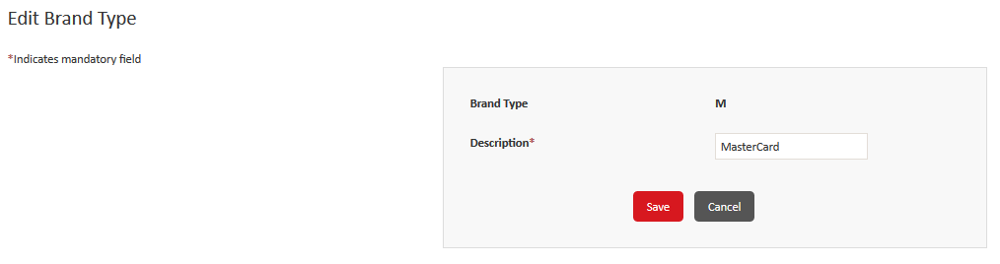 Edit Brand Type
*Indicates mandatory field
Brand Type M
Description* MasterCard
Save Cancel